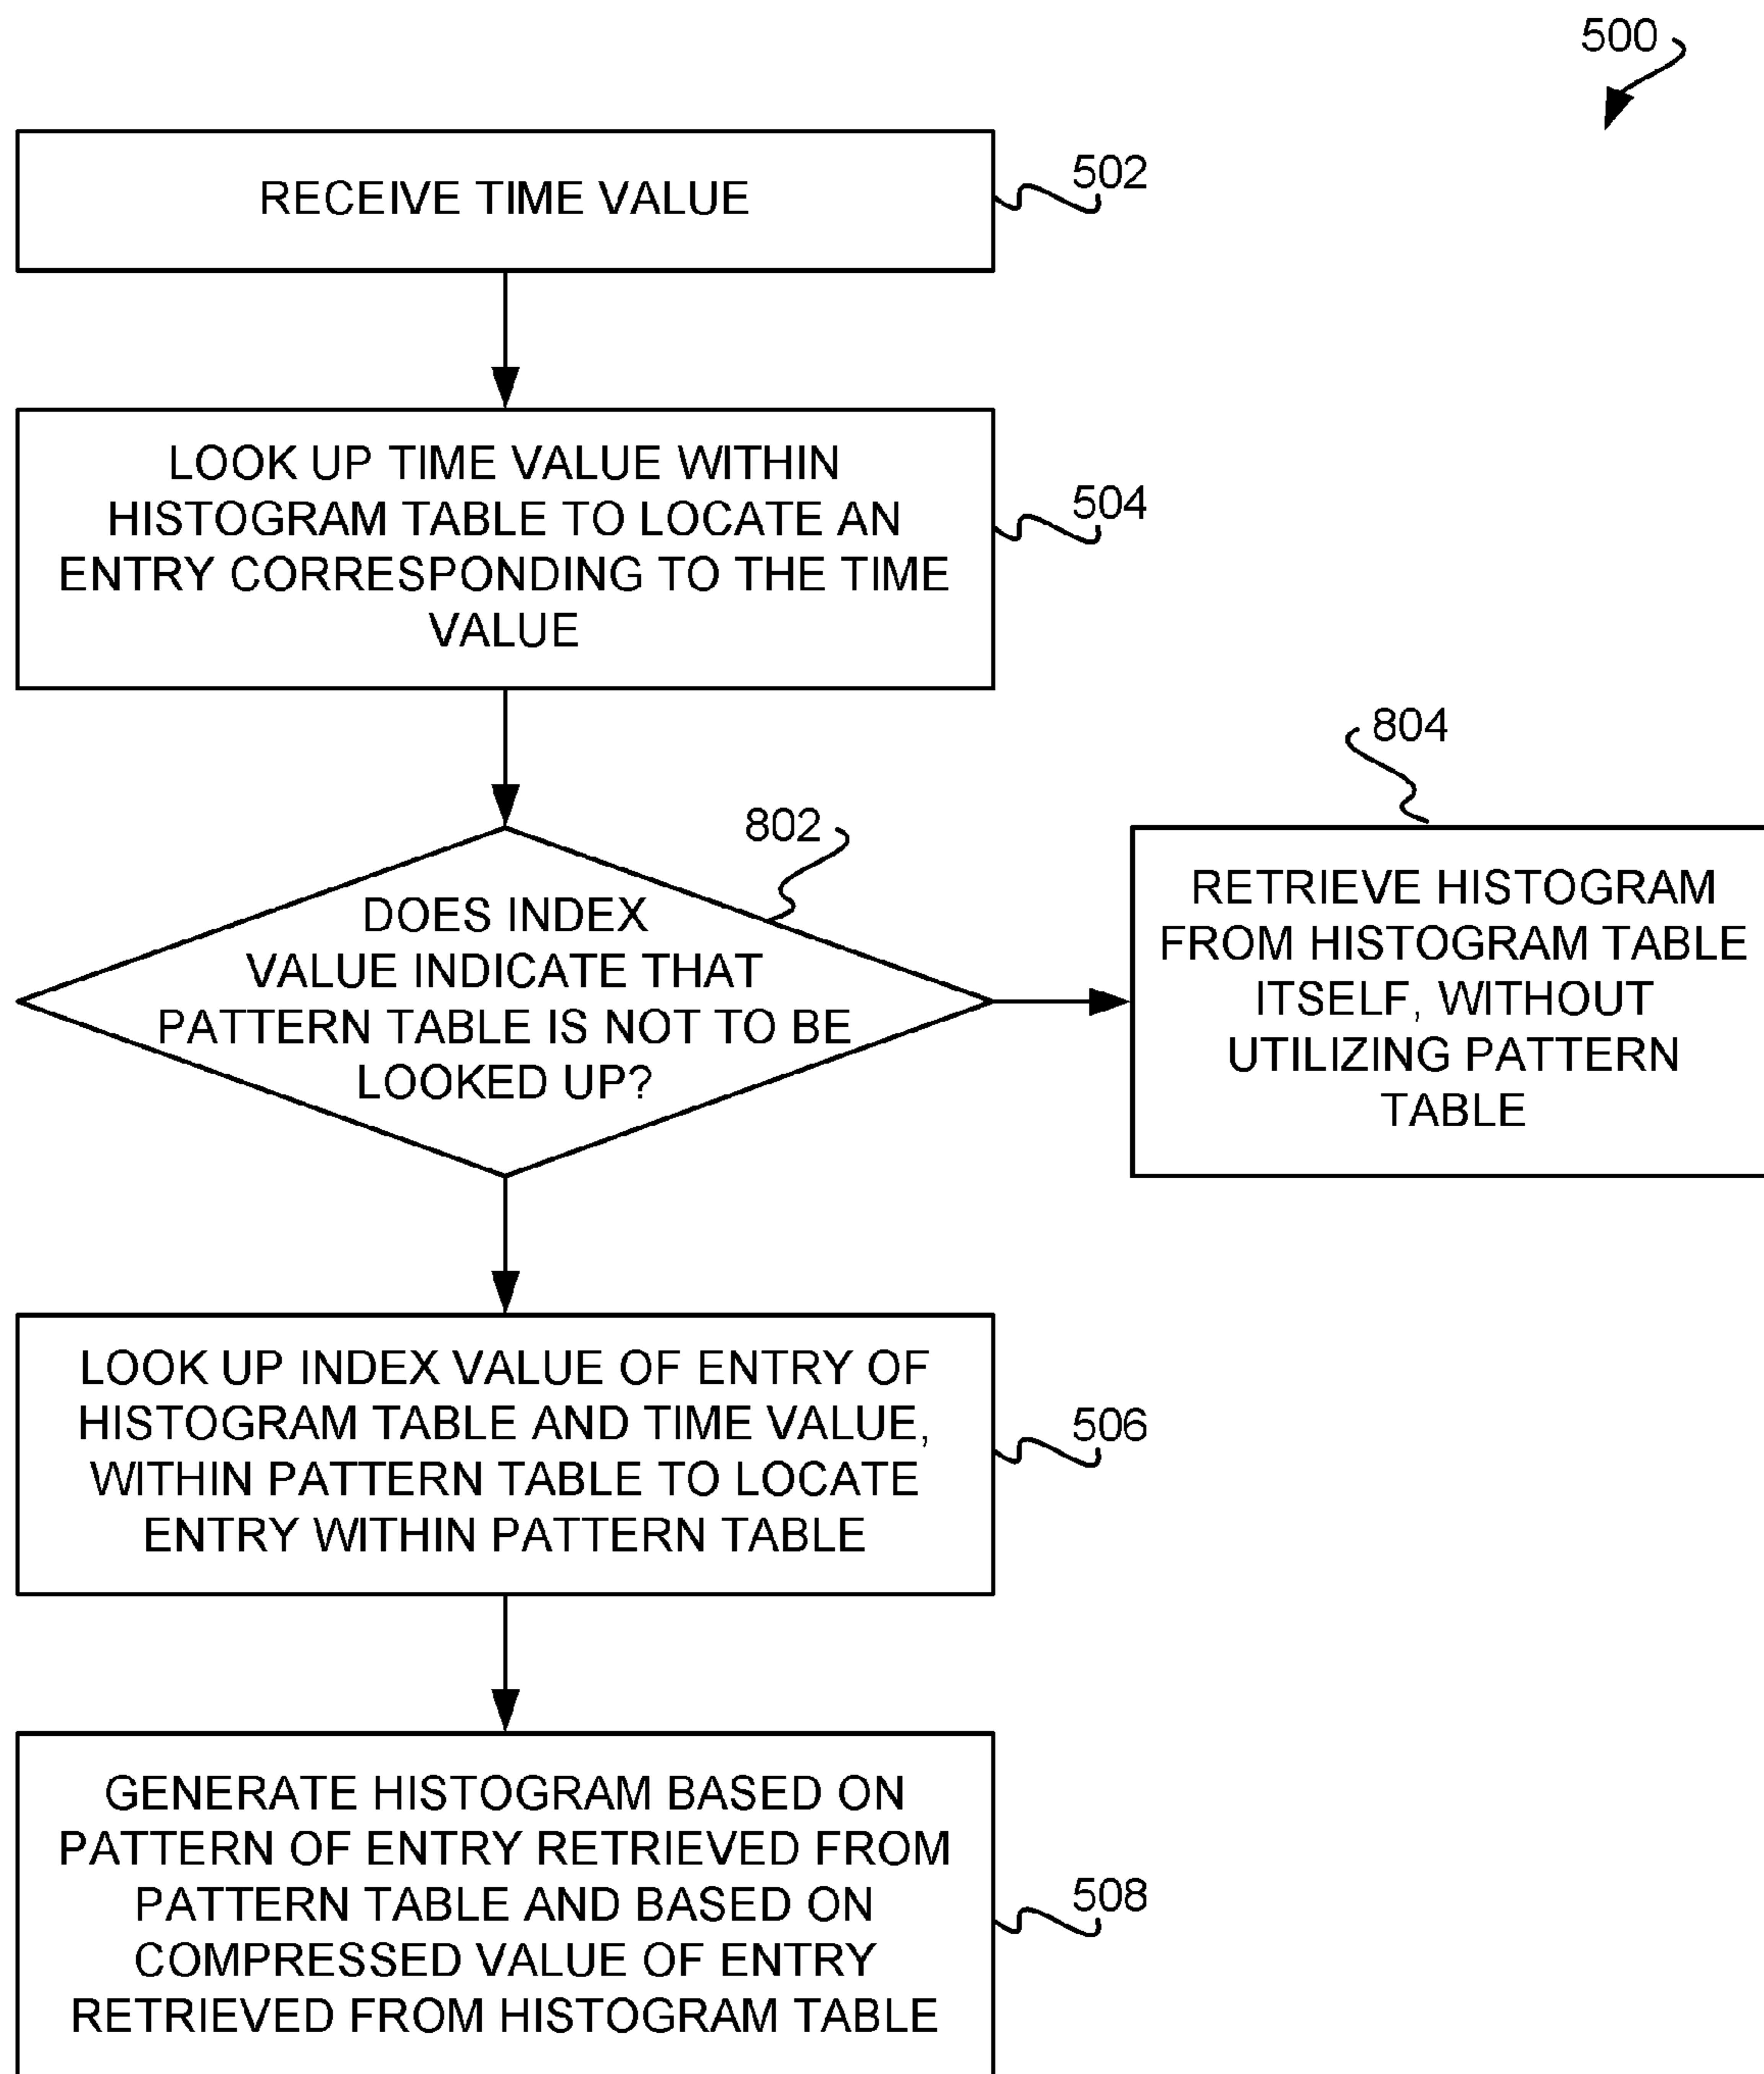 500
RECEIVE TIME VALUE
502
LOOK UP TIME VALUE WITHIN
HISTOGRAM TABLE TO LOCATE AN
ENTRY CORRESPONDING TO THE TIME
VALUE
504
802
DOES INDEX
VALUE INDICATE THAT
PATTERN TABLE IS NOT TO BE
LOOKED UP?
804
RETRIEVE HISTOGRAM
FROM HISTOGRAM TABLE
ITSELF, WITHOUT
UTILIZING PATTERN
TABLE
LOOK UP INDEX VALUE OF ENTRY OF
HISTOGRAM TABLE AND TIME VALUE,
WITHIN PATTERN TABLE TO LOCATE
ENTRY WITHIN PATTERN TABLE
506
GENERATE HISTOGRAM BASED ON
PATTERN OF ENTRY RETRIEVED FROM
PATTERN TABLE AND BASED ON
COMPRESSED VALUE OF ENTRY
RETRIEVED FROM HISTOGRAM TABLE
508